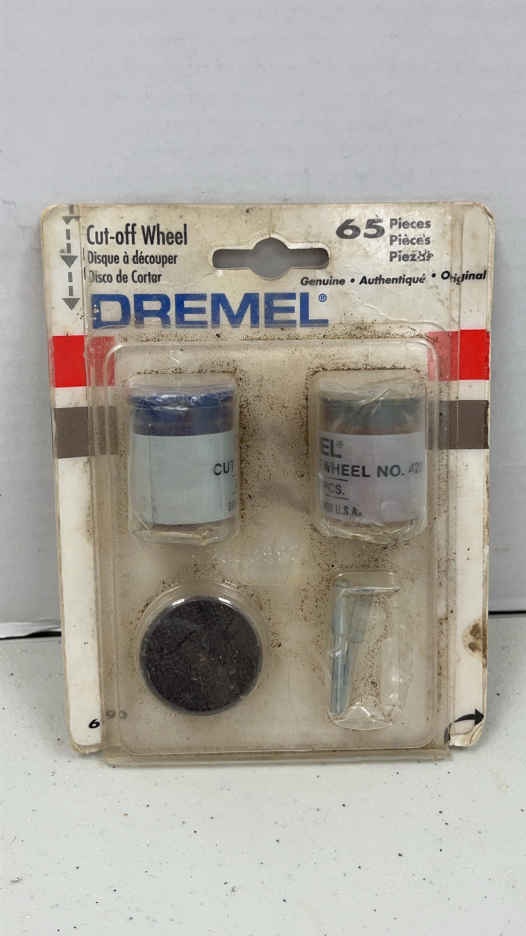 Cut-off Wheel
Disque à découper
Disco de Cortar
65 Pieces
Pièces
Genuine • Authentique • Original
DREMEL®
CUT
EL®
WHEEL NO. 42
PCS.
U.S.A.